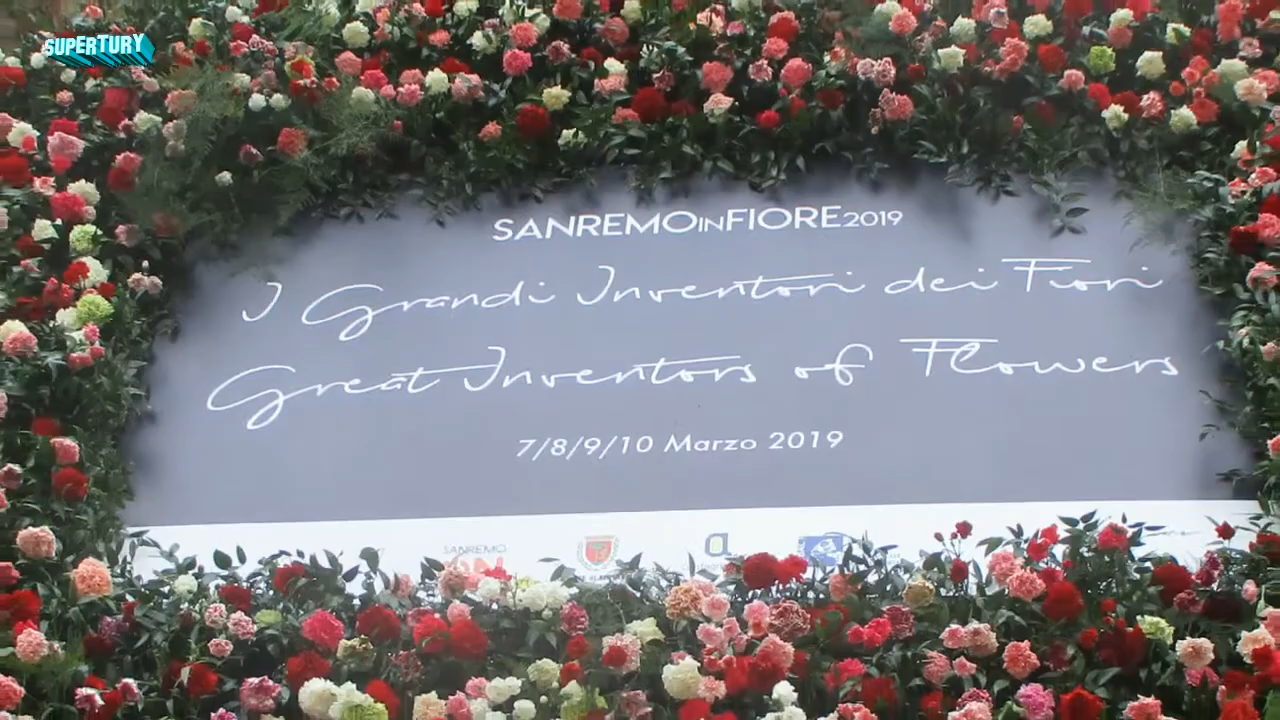 SUPERTURY
SANREMOINFIORE2019
I Grandi Inventori dei Fiori
Great Inventors of Flowers
7/8/9/10 Marzo 2019
SANREMO